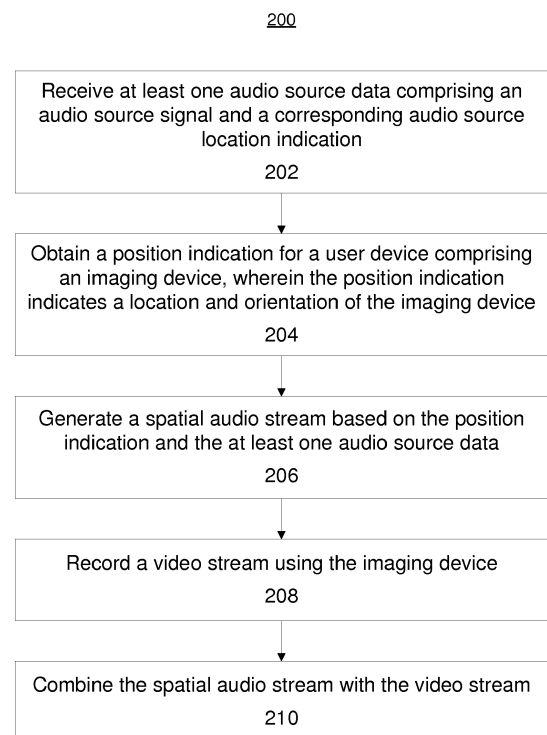 200
Receive at least one audio source data comprising an
audio source signal and a corresponding audio source
location indication
202
Obtain a position indication for a user device comprising
an imaging device, wherein the position indication
indicates a location and orientation of the imaging device
204
Generate a spatial audio stream based on the position
indication and the at least one audio source data
206
Record a video stream using the imaging device
208
Combine the spatial audio stream with the video stream
210